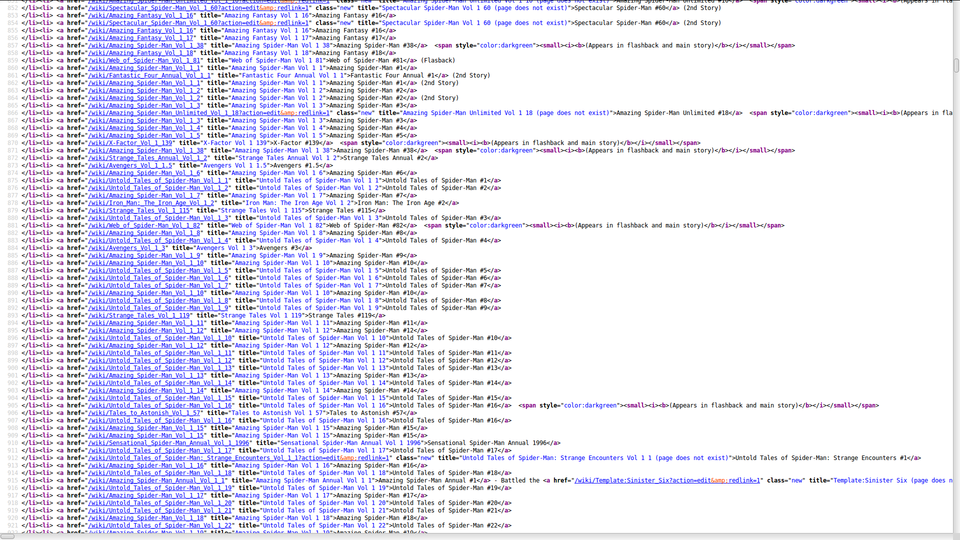 </li><li> <a href="/wiki/Spectacular_Spider-Man_Vol_1_60?action=edit&amp;redlink=1" class="new" title="Spectacular Spider-Man Vol 1 60 (page does not exist)">Spectacular Spider-Man #60</a> (2nd Story)
</li><li> <a href="/wiki/Amazing_Fantasy_Vol_1_16" title="Amazing Fantasy Vol 1 16">Amazing Fantasy #16</a>
</li><li> <a href="/wiki/Spectacular_Spider-Man_Vol_1_60?action=edit&amp;redlink=1" class="new" title="Spectacular Spider-Man Vol 1 60 (page does not exist)">Spectacular Spider-Man #60</a> (2nd Story)
</li><li> <a href="/wiki/Amazing_Fantasy_Vol_1_16" title="Amazing Fantasy Vol 1 16">Amazing Fantasy #16</a>
</li><li> <a href="/wiki/Amazing_Fantasy_Vol_1_17" title="Amazing Fantasy Vol 1 17">Amazing Fantasy #17</a>
</li><li> <a href="/wiki/Amazing_Spider-Man_Vol_1_38" title="Amazing Spider-Man Vol 1 38">Amazing Spider-Man #38</a>  <span style="color:darkgreen"><small><i><b>(Appears in flashback and main story)</b></i></small></span>
</li><li> <a href="/wiki/Amazing_Fantasy_Vol_1_18" title="Amazing Fantasy Vol 1 18">Amazing Fantasy #18</a>
</li><li> <a href="/wiki/Web_of_Spider-Man_Vol_1_81" title="Web of Spider-Man Vol 1 81">Web of Spider-Man #81</a> (Flasback)
</li><li> <a href="/wiki/Amazing_Spider-Man_Vol_1_1" title="Amazing Spider-Man Vol 1 1">Amazing Spider-Man #1</a>
</li><li> <a href="/wiki/Fantastic_Four_Annual_Vol_1_1" title="Fantastic Four Annual Vol 1 1">Fantastic Four Annual #1</a> (2nd Story)
</li><li> <a href="/wiki/Amazing_Spider-Man_Vol_1_1" title="Amazing Spider-Man Vol 1 1">Amazing Spider-Man #1</a> (2nd Story)
</li><li> <a href="/wiki/Amazing_Spider-Man_Vol_1_2" title="Amazing Spider-Man Vol 1 2">Amazing Spider-Man #2</a>
</li><li> <a href="/wiki/Amazing_Spider-Man_Vol_1_2" title="Amazing Spider-Man Vol 1 2">Amazing Spider-Man #2</a> (2nd Story)
</li><li> <a href="/wiki/Amazing_Spider-Man_Vol_1_3" title="Amazing Spider-Man Vol 1 3">Amazing Spider-Man #3</a>
</li><li> <a href="/wiki/Amazing_Spider-Man_Unlimited_Vol_1_18?action=edit&amp;redlink=1" class="new" title="Amazing Spider-Man Unlimited Vol 1 18 (page does not exist)">Amazing Spider-Man Unlimited #18</a>  <span style="color:darkgreen"><small><i><b>(Appears in fla
</li><li> <a href="/wiki/Amazing_Spider-Man_Vol_1_3" title="Amazing Spider-Man Vol 1 3">Amazing Spider-Man #3</a>
</li><li> <a href="/wiki/Amazing_Spider-Man_Vol_1_4" title="Amazing Spider-Man Vol 1 4">Amazing Spider-Man #4</a>
</li><li> <a href="/wiki/Amazing_Spider-Man_Vol_1_5" title="Amazing Spider-Man Vol 1 5">Amazing Spider-Man #5</a>
</li><li> <a href="/wiki/X-Factor_Vol_1_139" title="X-Factor Vol 1 139">X-Factor #139</a>  <span style="color:darkgreen"><small><i><b>(Appears in flashback and main story)</b></i></small></span>
</li><li> <a href="/wiki/Amazing_Spider-Man_Vol_1_38" title="Amazing Spider-Man Vol 1 38">Amazing Spider-Man #38</a>  <span style="color:darkgreen"><small><i><b>(Appears in flashback and main story)</b></i></small></span>
</li><li> <a href="/wiki/Strange_Tales_Annual_Vol_1_2" title="Strange Tales Annual Vol 1 2">Strange Tales Annual #2</a>
</li><li> <a href="/wiki/Avengers_Vol_1_1.5" title="Avengers Vol 1 1.5">Avengers #1.5</a>
</li><li> <a href="/wiki/Amazing_Spider-Man_Vol_1_6" title="Amazing Spider-Man Vol 1 6">Amazing Spider-Man #6</a>
</li><li> <a href="/wiki/Untold_Tales_of_Spider-Man_Vol_1_1" title="Untold Tales of Spider-Man Vol 1 1">Untold Tales of Spider-Man #1</a>
</li><li> <a href="/wiki/Untold_Tales_of_Spider-Man_Vol_1_2" title="Untold Tales of Spider-Man Vol 1 2">Untold Tales of Spider-Man #2</a>
</li><li> <a href="/wiki/Amazing_Spider-Man_Vol_1_7" title="Amazing Spider-Man Vol 1 7">Amazing Spider-Man #7</a>
</li><li> <a href="/wiki/Iron_Man:_The_Iron_Age_Vol_1_2" title="Iron Man: The Iron Age Vol 1 2">Iron Man: The Iron Age #2</a>
</li><li> <a href="/wiki/Strange_Tales_Vol_1_115" title="Strange Tales Vol 1 115">Strange Tales #115</a>
</li><li> <a href="/wiki/Untold_Tales_of_Spider-Man_Vol_1_3" title="Untold Tales of Spider-Man Vol 1 3">Untold Tales of Spider-Man #3</a>
</li><li> <a href="/wiki/Web_of_Spider-Man_Vol_1_82" title="Web of Spider-Man Vol 1 82">Web of Spider-Man #82</a>  <span style="color:darkgreen"><small><i><b>(Appears in flashback and main story)</b></i></small></span>
</li><li> <a href="/wiki/Amazing_Spider-Man_Vol_1_8" title="Amazing Spider-Man Vol 1 8">Amazing Spider-Man #8</a>
</li><li> <a href="/wiki/Untold_Tales_of_Spider-Man_Vol_1_4" title="Untold Tales of Spider-Man Vol 1 4">Untold Tales of Spider-Man #4</a>
</li><li> <a href="/wiki/Avengers_Vol_1_3" title="Avengers Vol 1 3">Avengers #3</a>
</li><li> <a href="/wiki/Amazing_Spider-Man_Vol_1_9" title="Amazing Spider-Man Vol 1 9">Amazing Spider-Man #9</a>
</li><li> <a href="/wiki/Amazing_Spider-Man_Vol_1_10" title="Amazing Spider-Man Vol 1 10">Amazing Spider-Man #10</a>
</li><li> <a href="/wiki/Untold_Tales_of_Spider-Man_Vol_1_5" title="Untold Tales of Spider-Man Vol 1 5">Untold Tales of Spider-Man #5</a>
</li><li> <a href="/wiki/Untold_Tales_of_Spider-Man_Vol_1_6" title="Untold Tales of Spider-Man Vol 1 6">Untold Tales of Spider-Man #6</a>
</li><li> <a href="/wiki/Untold_Tales_of_Spider-Man_Vol_1_7" title="Untold Tales of Spider-Man Vol 1 7">Untold Tales of Spider-Man #7</a>
</li><li> <a href="/wiki/Amazing_Spider-Man_Vol_1_10" title="Amazing Spider-Man Vol 1 10">Amazing Spider-Man #10</a>
</li><li> <a href="/wiki/Untold_Tales_of_Spider-Man_Vol_1_8" title="Untold Tales of Spider-Man Vol 1 8">Untold Tales of Spider-Man #8</a>
</li><li> <a href="/wiki/Untold_Tales_of_Spider-Man_Vol_1_9" title="Untold Tales of Spider-Man Vol 1 9">Untold Tales of Spider-Man #9</a>
</li><li> <a href="/wiki/Strange_Tales_Vol_1_119" title="Strange Tales Vol 1 119">Strange Tales #119</a>
</li><li> <a href="/wiki/Amazing_Spider-Man_Vol_1_11" title="Amazing Spider-Man Vol 1 11">Amazing Spider-Man #11</a>
</li><li> <a href="/wiki/Amazing_Spider-Man_Vol_1_12" title="Amazing Spider-Man Vol 1 12">Amazing Spider-Man #12</a>
</li><li> <a href="/wiki/Untold_Tales_of_Spider-Man_Vol_1_10" title="Untold Tales of Spider-Man Vol 1 10">Untold Tales of Spider-Man #10</a>
</li><li> <a href="/wiki/Amazing_Spider-Man_Vol_1_12" title="Amazing Spider-Man Vol 1 12">Amazing Spider-Man #12</a>
</li><li> <a href="/wiki/Untold_Tales_of_Spider-Man_Vol_1_11" title="Untold Tales of Spider-Man Vol 1 11">Untold Tales of Spider-Man #11</a>
</li><li> <a href="/wiki/Untold_Tales_of_Spider-Man_Vol_1_12" title="Untold Tales of Spider-Man Vol 1 12">Untold Tales of Spider-Man #12</a>
</li><li> <a href="/wiki/Untold_Tales_of_Spider-Man_Vol_1_13" title="Untold Tales of Spider-Man Vol 1 13">Untold Tales of Spider-Man #13</a>
</li><li> <a href="/wiki/Amazing_Spider-Man_Vol_1_13" title="Amazing Spider-Man Vol 1 13">Amazing Spider-Man #13</a>
</li><li> <a href="/wiki/Untold_Tales_of_Spider-Man_Vol_1_14" title="Untold Tales of Spider-Man Vol 1 14">Untold Tales of Spider-Man #14</a>
</li><li> <a href="/wiki/Amazing_Spider-Man_Vol_1_14" title="Amazing Spider-Man Vol 1 14">Amazing Spider-Man #14</a>
</li><li> <a href="/wiki/Untold_Tales_of_Spider-Man_Vol_1_15" title="Untold Tales of Spider-Man Vol 1 15">Untold Tales of Spider-Man #15</a>
</li><li> <a href="/wiki/Untold_Tales_of_Spider-Man_Vol_1_16" title="Untold Tales of Spider-Man Vol 1 16">Untold Tales of Spider-Man #16</a>  <span style="color:darkgreen"><small><i><b>(Appears in flashback and main story)</b></i></small></span>
</li><li> <a href="/wiki/Tales_to_Astonish_Vol_1_57" title="Tales to Astonish Vol 1 57">Tales to Astonish #57</a>
</li><li> <a href="/wiki/Untold_Tales_of_Spider-Man_Vol_1_16" title="Untold Tales of Spider-Man Vol 1 16">Untold Tales of Spider-Man #16</a>
</li><li> <a href="/wiki/Amazing_Spider-Man_Vol_1_15" title="Amazing Spider-Man Vol 1 15">Amazing Spider-Man #15</a>
</li><li> <a href="/wiki/Amazing_Spider-Man_Vol_1_15" title="Amazing Spider-Man Vol 1 15">Amazing Spider-Man #15</a>
</li><li> <a href="/wiki/Sensational_Spider-Man_Annual_Vol_1_1996" title="Sensational Spider-Man Annual Vol 1 1996">Sensational Spider-Man Annual 1996</a>
</li><li> <a href="/wiki/Untold_Tales_of_Spider-Man_Vol_1_17" title="Untold Tales of Spider-Man Vol 1 17">Untold Tales of Spider-Man #17</a>
</li><li> <a href="/wiki/Untold_Tales_of_Spider-Man:_Strange_Encounters_Vol_1_1?action=edit&amp;redlink=1" class="new" title="Untold Tales of Spider-Man: Strange Encounters Vol 1 1 (page does not exist)">Untold Tales of Spider-Man: Strange Encounters #1</a>
</li><li> <a href="/wiki/Amazing_Spider-Man_Vol_1_16" title="Amazing Spider-Man Vol 1 16">Amazing Spider-Man #16</a>
</li><li> <a href="/wiki/Untold_Tales_of_Spider-Man_Vol_1_18" title="Untold Tales of Spider-Man Vol 1 18">Untold Tales of Spider-Man #18</a>
</li><li> <a href="/wiki/Amazing_Spider-Man_Annual_Vol_1_1" title="Amazing Spider-Man Annual Vol 1 1">Amazing Spider-Man Annual #1</a> - Battled the <a href="/wiki/Template:Sinister_Six?action=edit&amp;redlink=1" class="new" title="Template:Sinister Six (page does n
</li><li> <a href="/wiki/Untold_Tales_of_Spider-Man_Vol_1_19" title="Untold Tales of Spider-Man Vol 1 19">Untold Tales of Spider-Man #19</a>
</li><li> <a href="/wiki/Amazing_Spider-Man_Vol_1_17" title="Amazing Spider-Man Vol 1 17">Amazing Spider-Man #17</a>
</li><li> <a href="/wiki/Untold_Tales_of_Spider-Man_Vol_1_20" title="Untold Tales of Spider-Man Vol 1 20">Untold Tales of Spider-Man #20</a>
</li><li> <a href="/wiki/Untold_Tales_of_Spider-Man_Vol_1_21" title="Untold Tales of Spider-Man Vol 1 21">Untold Tales of Spider-Man #21</a>
</li><li> <a href="/wiki/Amazing_Spider-Man_Vol_1_18" title="Amazing Spider-Man Vol 1 18">Amazing Spider-Man #18</a>
</li><li> <a href="/wiki/Untold_Tales_of_Spider-Man_Vol_1_22" title="Untold Tales of Spider-Man Vol 1 22">Untold Tales of Spider-Man #22</a>